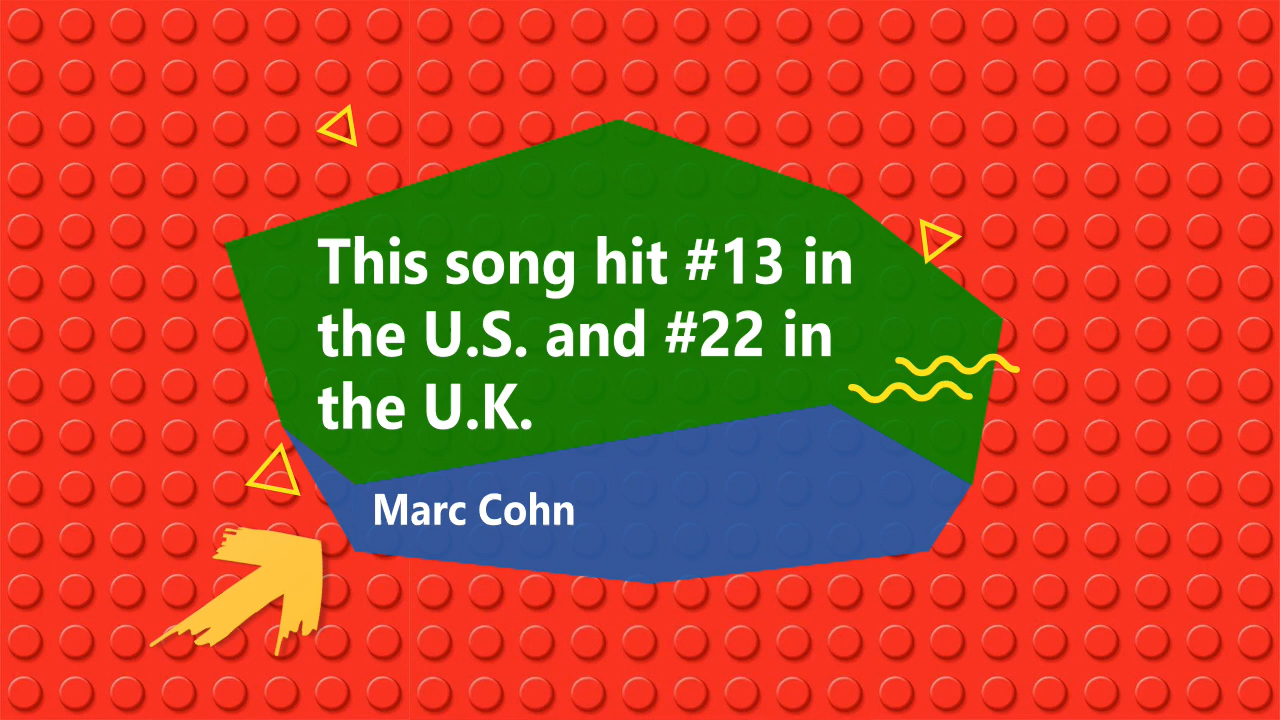 This song hit #13 in
the U.S. and #22 in
the U.K.
Marc Cohn